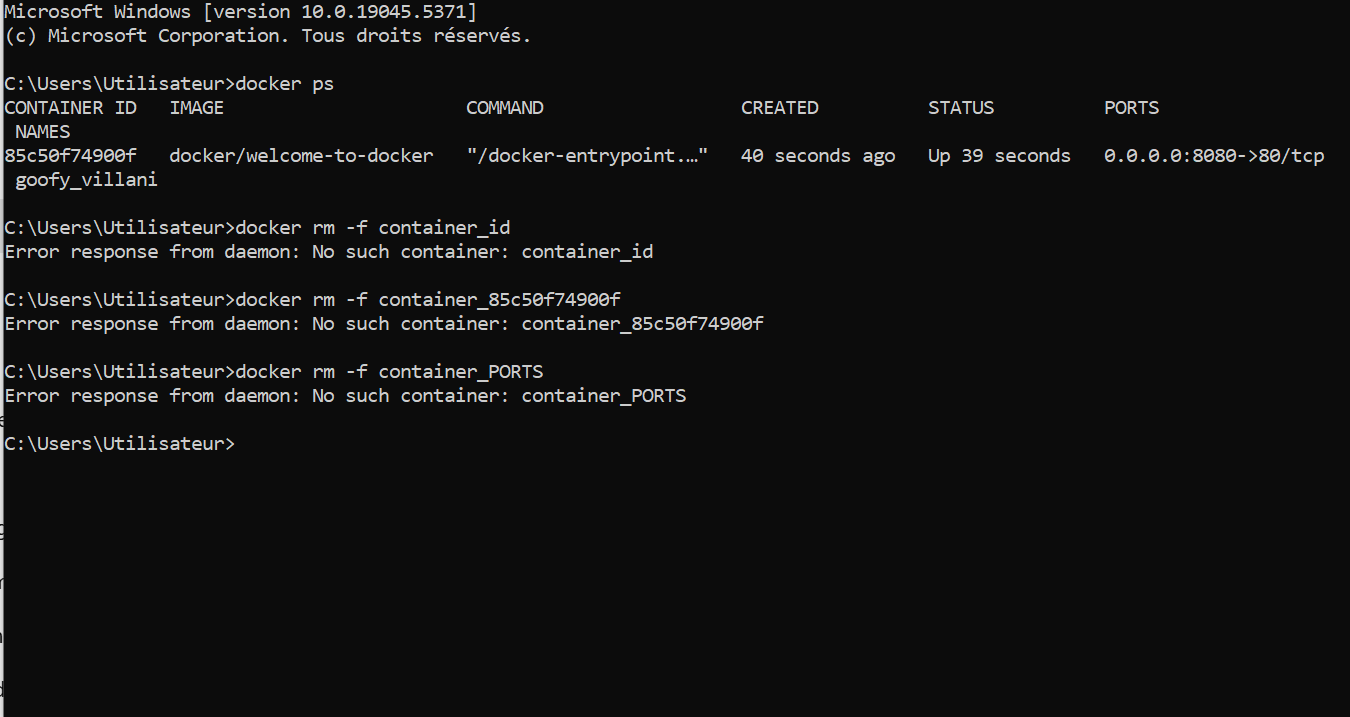 Microsoft Windows [version 10.0.19045.5371]
(c) Microsoft Corporation. Tous droits réservés.
C:\Users\Utilisateur>docker ps
CONTAINER ID   IMAGE                      COMMAND                  CREATED          STATUS          PORTS
 NAMES
85c50f74900f   docker/welcome-to-docker   "/docker-entrypoint.…"   40 seconds ago   Up 39 seconds   0.0.0.0:8080->80/tcp
 goofy_villani
C:\Users\Utilisateur>docker rm -f container_id
Error response from daemon: No such container: container_id
C:\Users\Utilisateur>docker rm -f container_85c50f74900f
Error response from daemon: No such container: container_85c50f74900f
C:\Users\Utilisateur>docker rm -f container_PORTS
Error response from daemon: No such container: container_PORTS
C:\Users\Utilisateur>